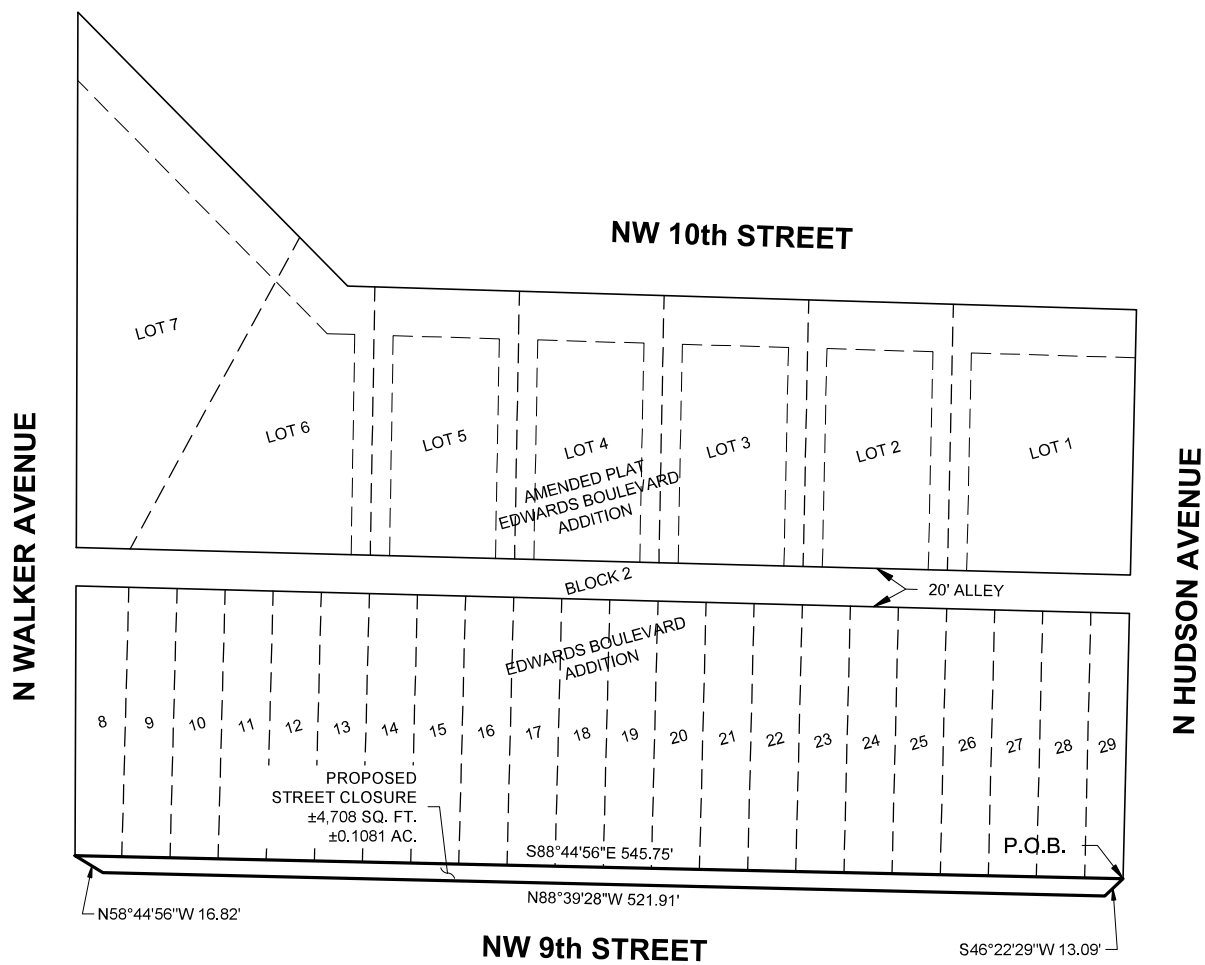 NW 10th STREET
LOT 7
LOT 6
LOT 5
LOT 4
LOT 3
LOT 2
LOT 1
AMENDED PLAT
EDWARDS BOULEVARD
ADDITION
N WALKER AVENUE
N HUDSON AVENUE
BLOCK 2
20' ALLEY
EDWARDS BOULEVARD
ADDITION
8
9
10
11
12
13
14
15
16
17
18
19
20
21
22
23
24
25
26
27
28
29
PROPOSED
STREET CLOSURE
±4,708 SQ. FT.
±0.1081 AC.
P.O.B.
S88°44'56"E 545.75'
N88°39'28"W 521.91'
N58°44'56"W 16.82'
S46°22'29"W 13.09'
NW 9th STREET